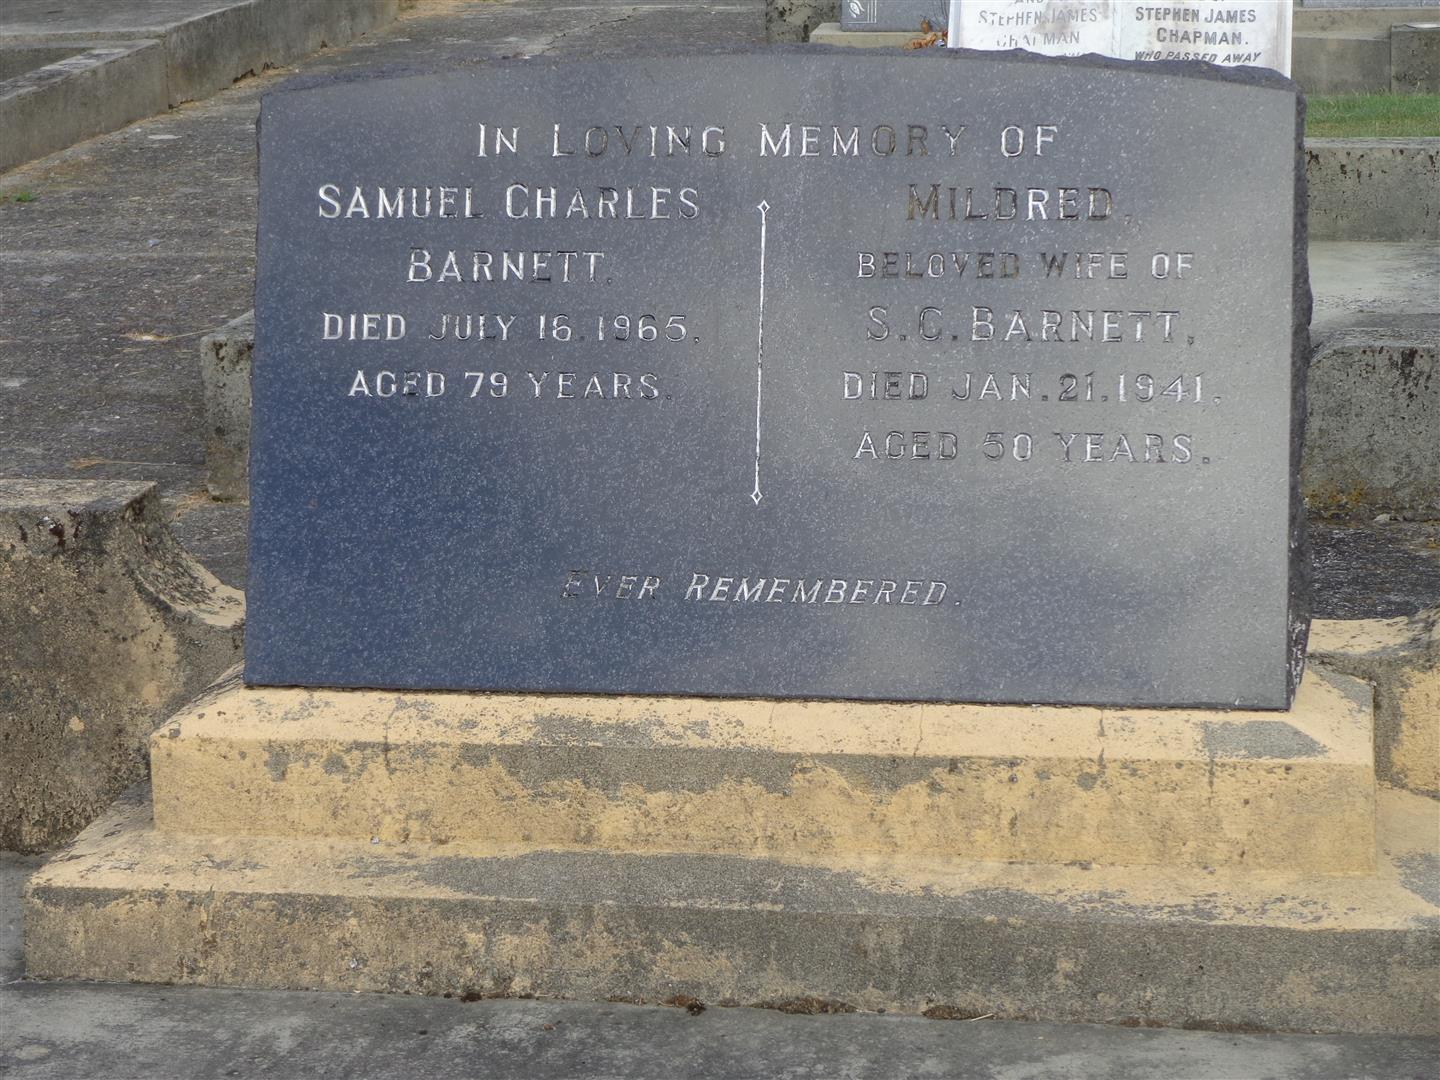 AND
STEPHEN JAMES
CHAPMAN
STEPHEN JAMES
CHAPMAN.
WHO PASSED AWAY
IN LOVING MEMORY OF
SAMUEL CHARLES
BARNETT.
DIED JULY 16.1965.
AGED 79 YEARS.
MILDRED,
BELOVED WIFE OF
S.C.BARNETT,
DIED JAN.21.1941.
AGED 50 YEARS.
EVER REMEMBERED.